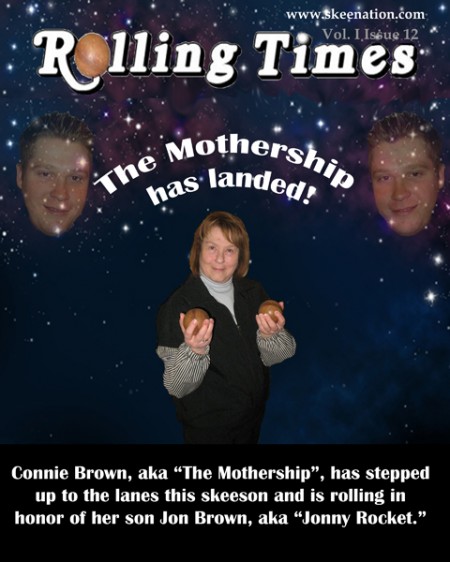 www.skeenation.com
Vol. I Issue 12
Rolling Times
The Mothership
has landed!
Connie Brown, aka “The Mothership”, has stepped
up to the lanes this skeeson and is rolling in
honor of her son Jon Brown, aka “Jonny Rocket.”